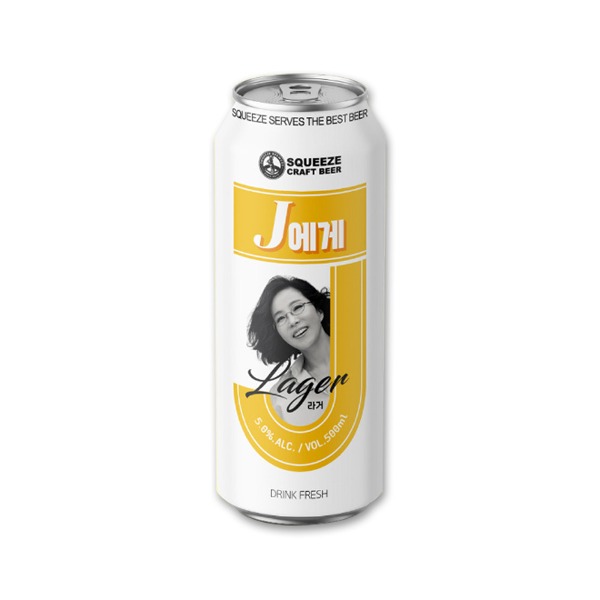 SQUEEZE SERVES THE BEST BEER
SQUEEZE
CRAFT BEER
J에게
Lager
라거
5.0% ALC. / VOL.500ml
DRINK FRESH